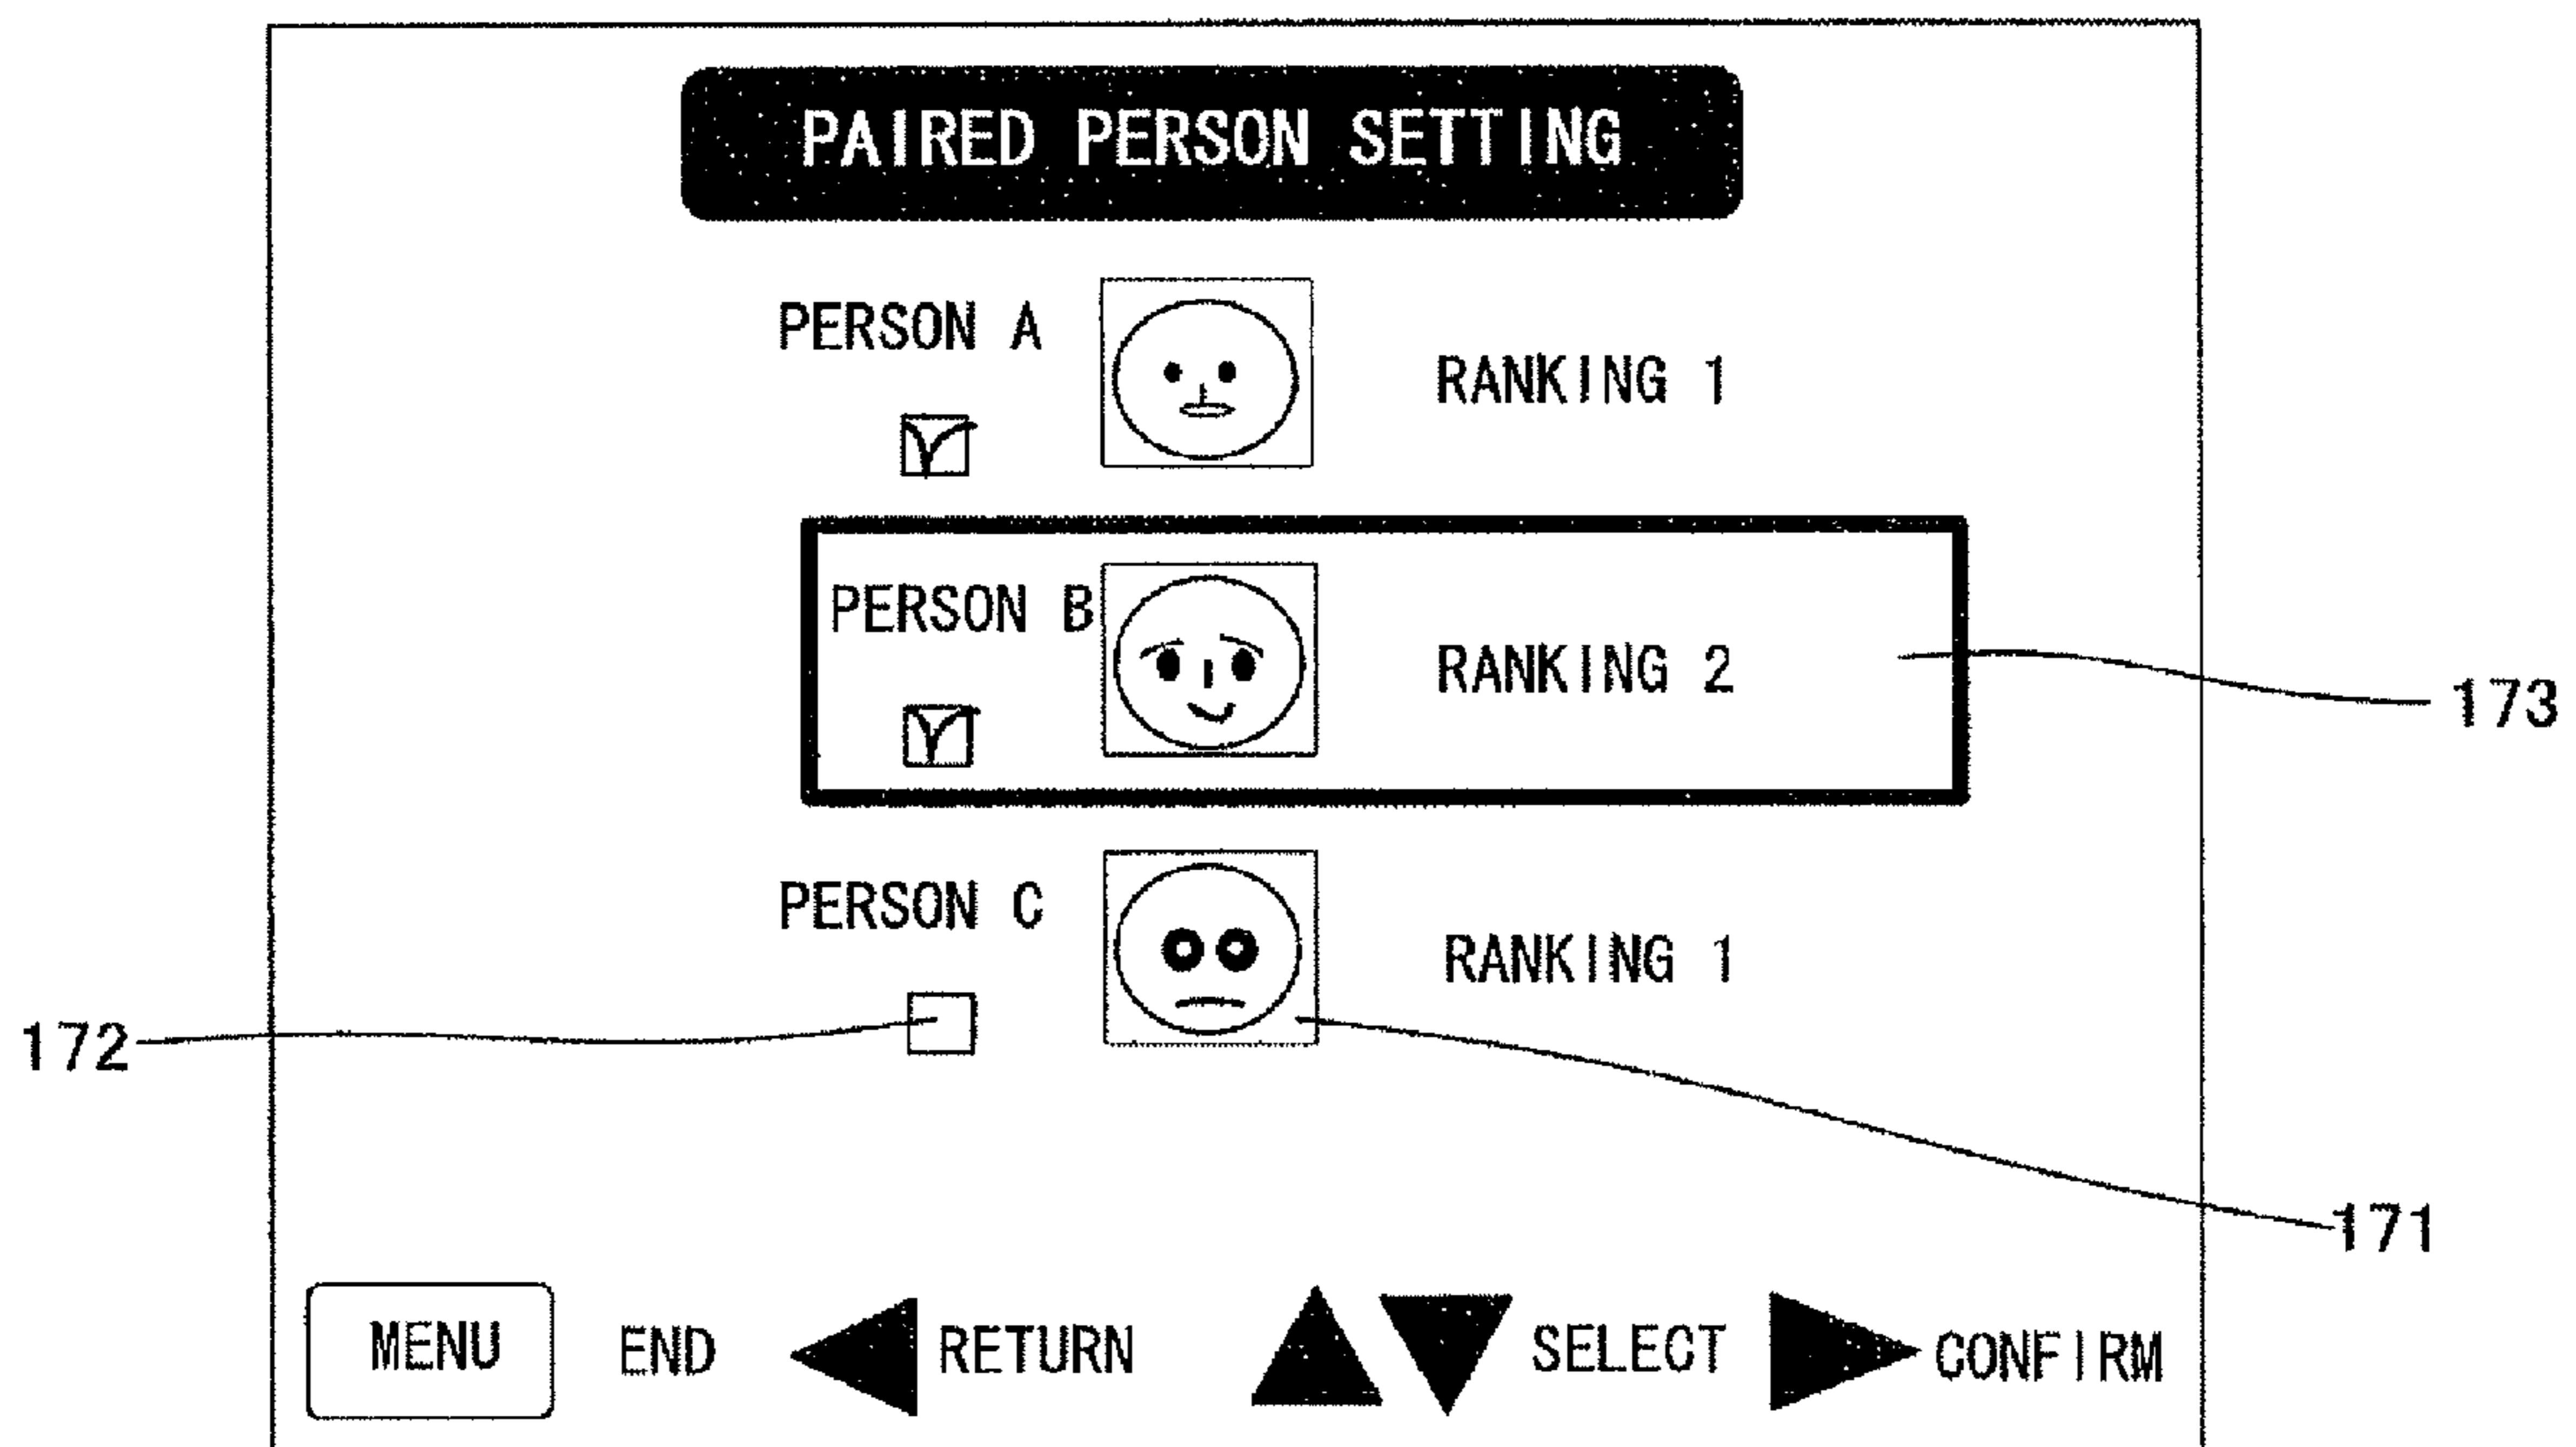 PAIRED PERSON SETTING
PERSON A
RANKING 1
PERSON B
RANKING 2
173
PERSON C
RANKING 1
172
171
MENU END RETURN SELECT CONFIRM